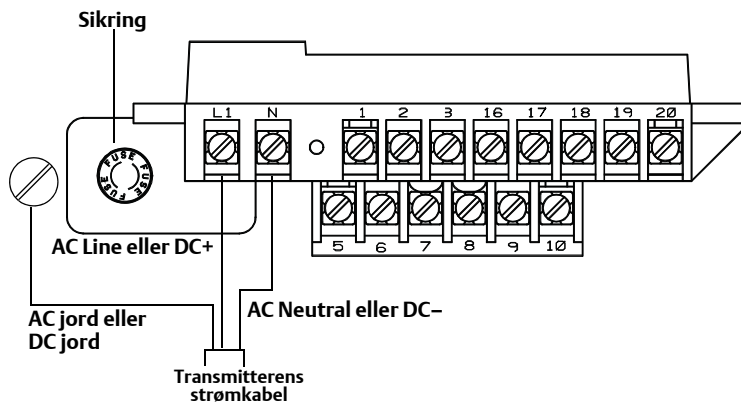 Sikring
L1 N 1 2 3 16 17 18 19 20
FUSE FUSE FUSE
5 6 7 8 9 10
AC Line eller DC+
AC jord eller
DC jord
AC Neutral eller DC–
Transmitterens
strømkabel